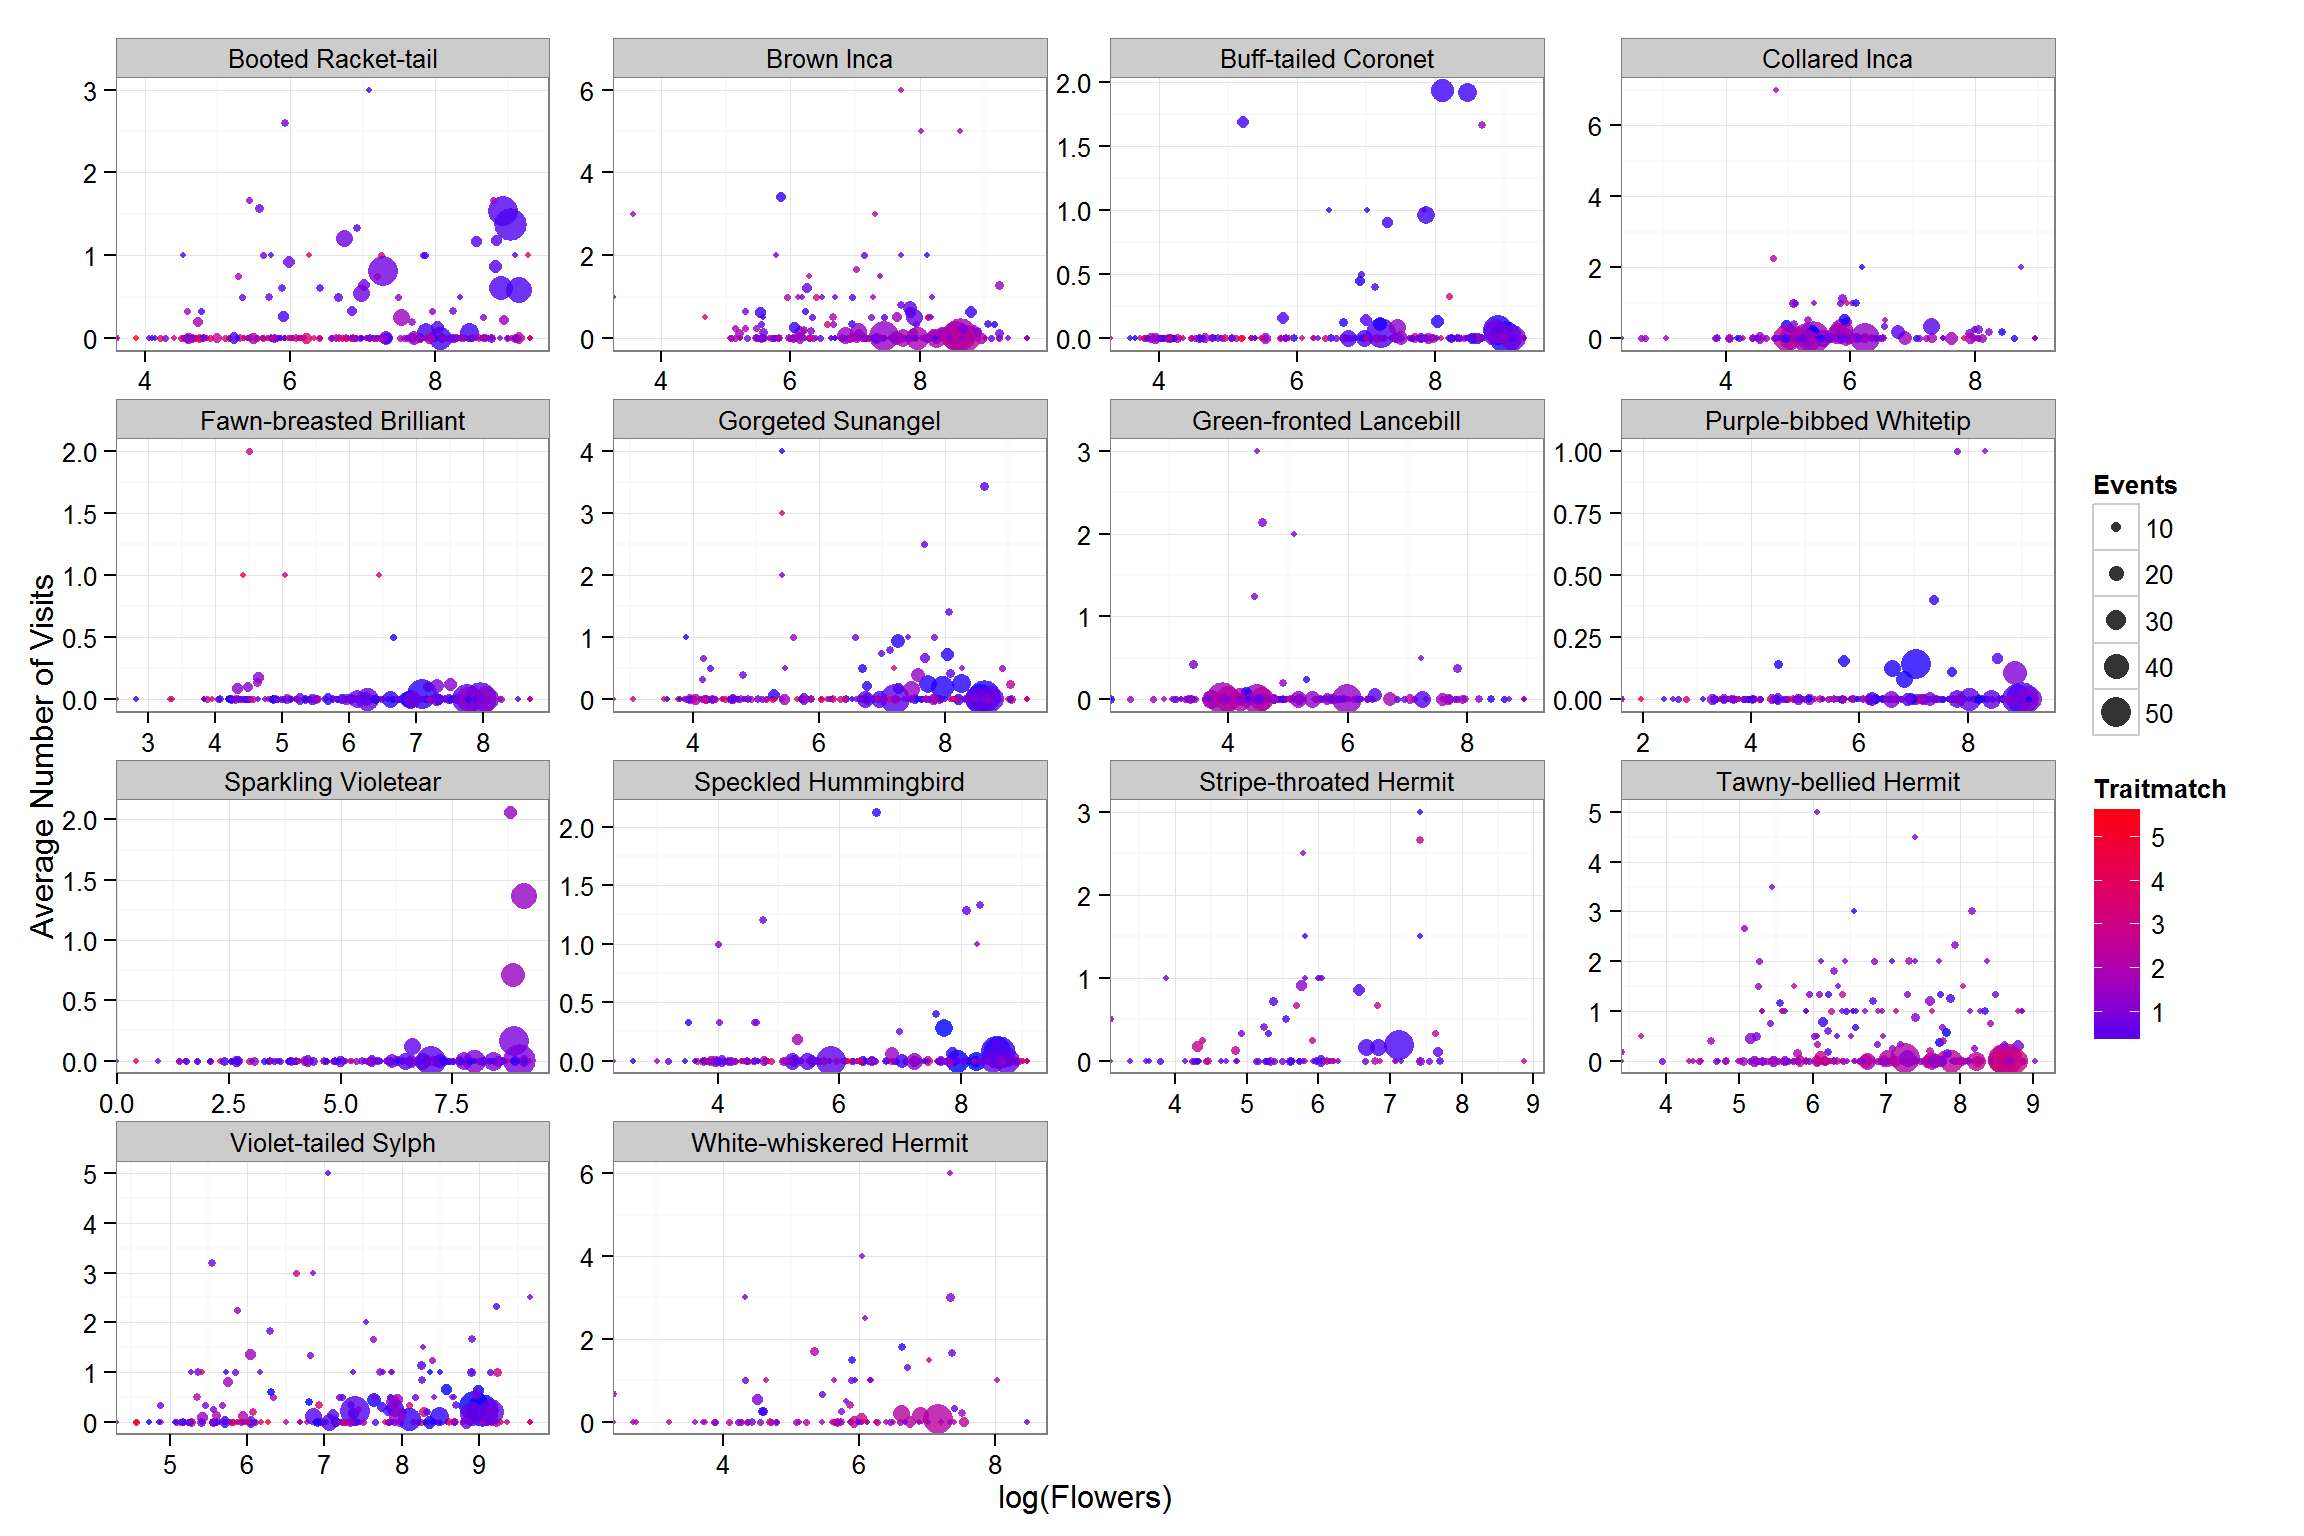 Booted Racket-tail
Brown Inca
Buff-tailed Coronet
Collared Inca
3
2
1
0
4 6 8
6
4
2
0
4 6 8
2.0
1.5
1.0
0.5
0.0
4 6 8
6
4
2
0
4 6 8
Fawn-breasted Brilliant
Gorgeted Sunangel
Green-fronted Lancebill
Purple-bibbed Whitetip
2.0
1.5
1.0
0.5
0.0
3 4 5 6 7 8
4
3
2
1
0
4 6 8
3
2
1
0
4 6 8
1.00
0.75
0.50
0.25
0.00
2 4 6 8
Sparkling Violetear
Speckled Hummingbird
Stripe-throated Hermit
Tawny-bellied Hermit
2.0
1.5
1.0
0.5
0.0
0.0 2.5 5.0 7.5
2.0
1.5
1.0
0.5
0.0
4 6 8
3
2
1
0
4 5 6 7 8 9
5
4
3
2
1
0
4 5 6 7 8 9
Violet-tailed Sylph
White-whiskered Hermit
5
4
3
2
1
0
5 6 7 8 9
6
4
2
0
4 6 8
Average Number of Visits
log(Flowers)
Events
10
20
30
40
50
Traitmatch
5
4
3
2
1